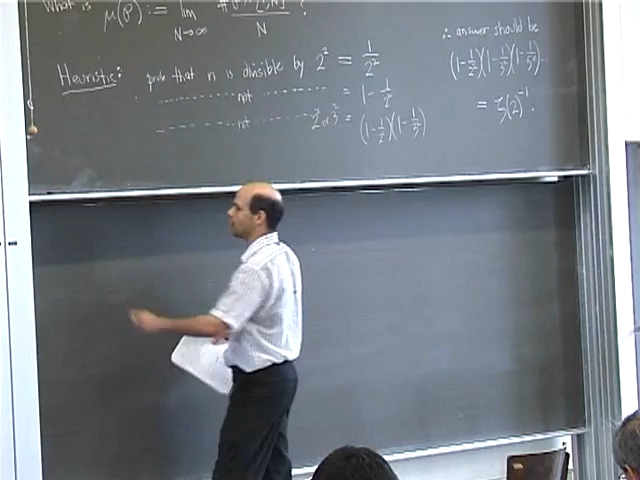 What is μ(P) := lim N→∞ #(P∩[1,N]) / N ?
Heuristic: prob that n is divisible by 2² = 1/2²
- - - - - - not - - - - - - = 1 - 1/2²
- - - - - - not - - - - - - 2² or 3² = (1-1/2²)(1-1/3²)
∴ answer should be
(1-1/2²)(1-1/3²)(1-1/5²)...
= ζ(2)⁻¹.